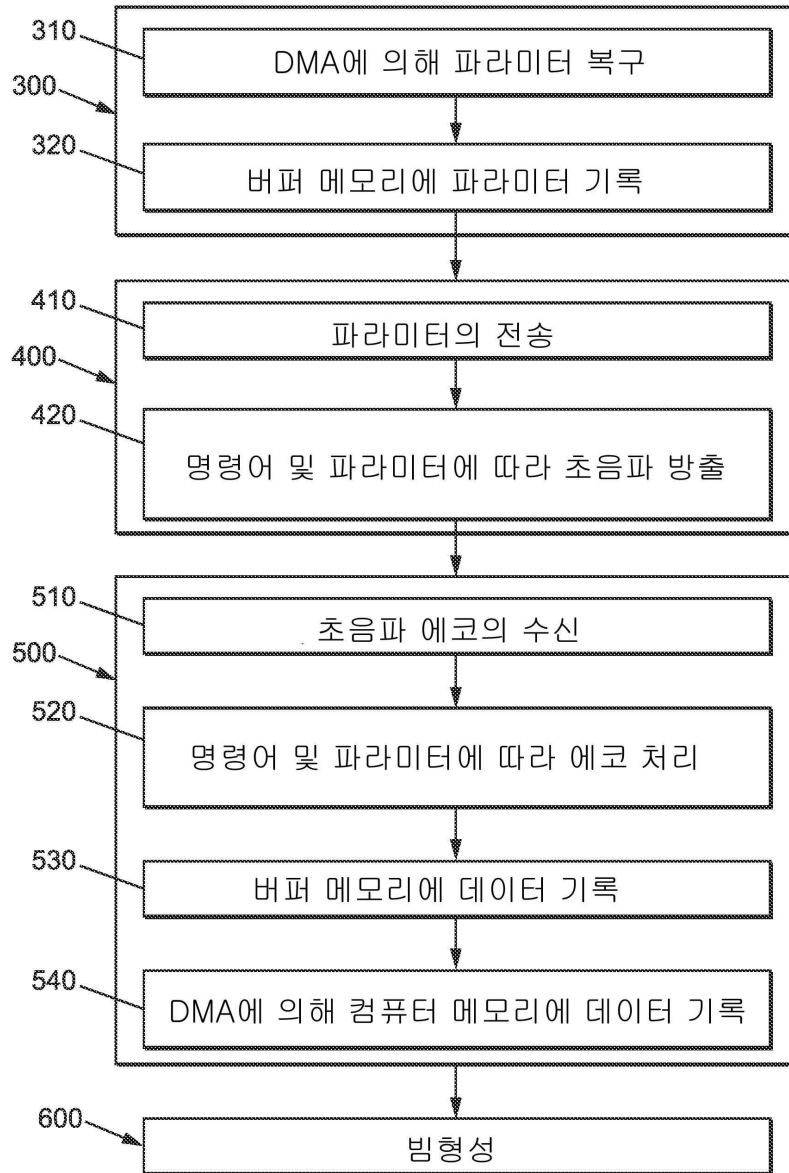 310
DMA에 의해 파라미터 복구
300
320
버퍼 메모리에 파라미터 기록
410
파라미터의 전송
400
420
명령어 및 파라미터에 따라 초음파 방출
510
초음파 에코의 수신
500
520
명령어 및 파라미터에 따라 에코 처리
530
버퍼 메모리에 데이터 기록
540
DMA에 의해 컴퓨터 메모리에 데이터 기록
600
빔형성